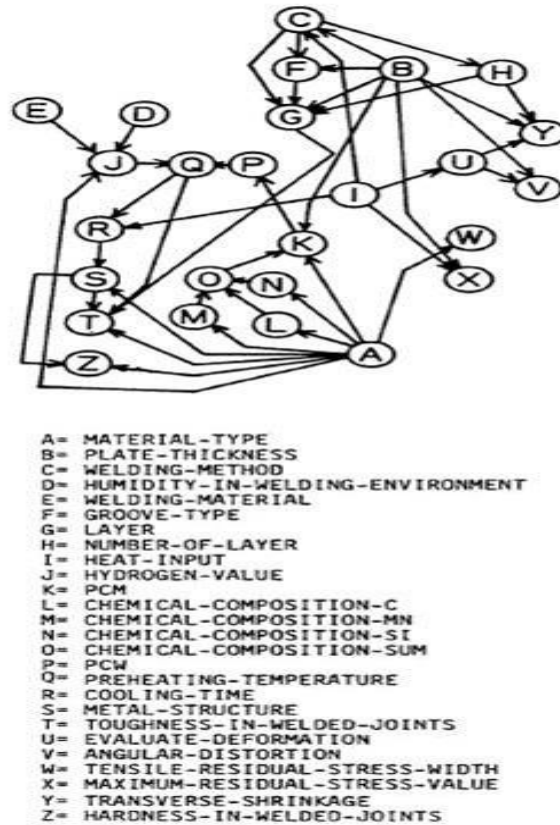 C
F
B
H
G
Y
E
D
J
Q
P
U
V
I
R
K
W
X
S
O
N
T
M
L
Z
A
A= MATERIAL-TYPE
B= PLATE-THICKNESS
C= WELDING-METHOD
D= HUMIDITY-IN-WELDING-ENVIRONMENT
E= WELDING-MATERIAL
F= GROOVE-TYPE
G= LAYER
H= NUMBER-OF-LAYER
I= HEAT-INPUT
J= HYDROGEN-VALUE
K= PCM
L= CHEMICAL-COMPOSITION-C
M= CHEMICAL-COMPOSITION-MN
N= CHEMICAL-COMPOSITION-SI
O= CHEMICAL-COMPOSITION-SUM
P= PCW
Q= PREHEATING-TEMPERATURE
R= COOLING-TIME
S= METAL-STRUCTURE
T= TOUGHNESS-IN-WELDED-JOINTS
U= EVALUATE-DEFORMATION
V= ANGULAR-DISTORTION
W= TENSILE-RESIDUAL-STRESS-WIDTH
X= MAXIMUM-RESIDUAL-STRESS-VALUE
Y= TRANSVERSE-SHRINKAGE
Z= HARDNESS-IN-WELDED-JOINTS